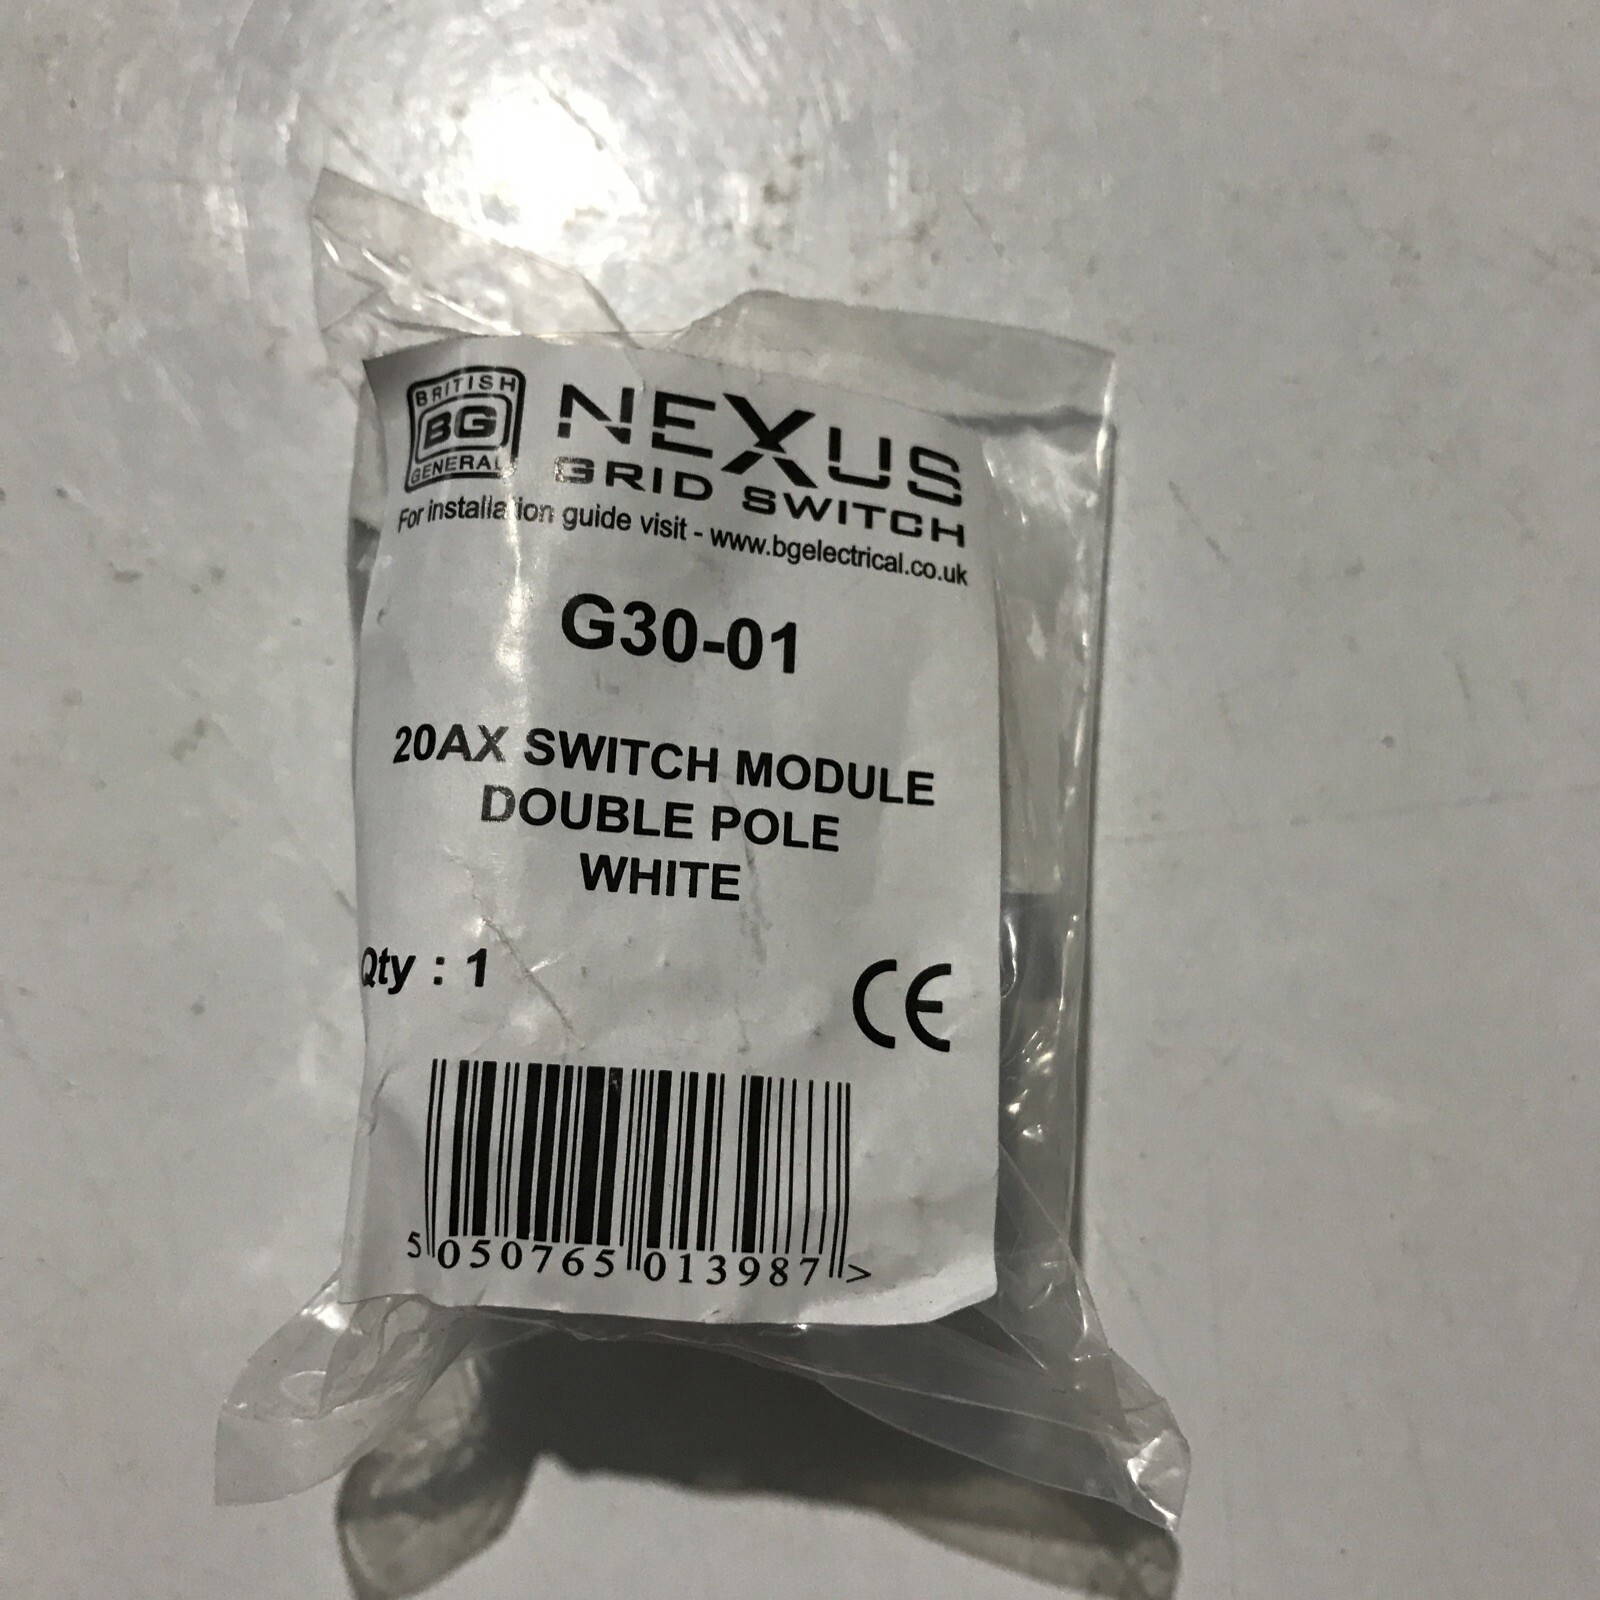 BRITISH
BG
GENERAL
NEXUS
GRID SWITCH
For installation guide visit - www.bgelectrical.co.uk
G30-01
20AX SWITCH MODULE
DOUBLE POLE
WHITE
Qty : 1
CE
5 050765 013987 >